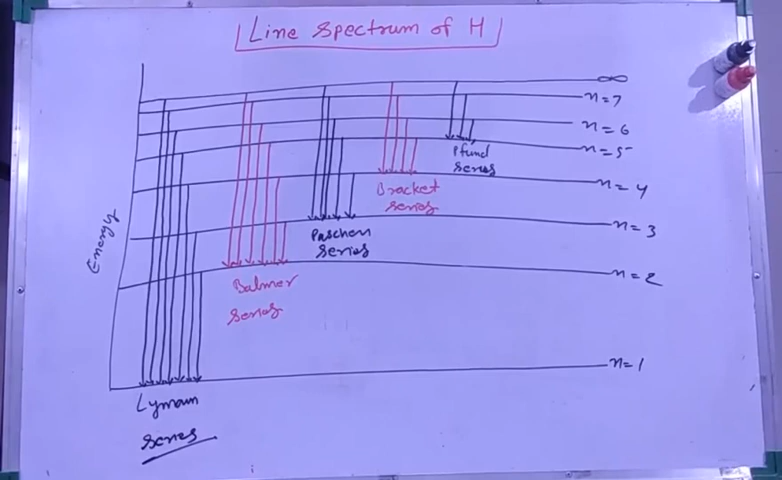 Line Spectrum of H
∞
n=7
n=6
n=5
n=4
n=3
n=2
n=1
Energy
Pfund
series
Bracket
series
Paschen
series
Balmer
series
Lymam
series